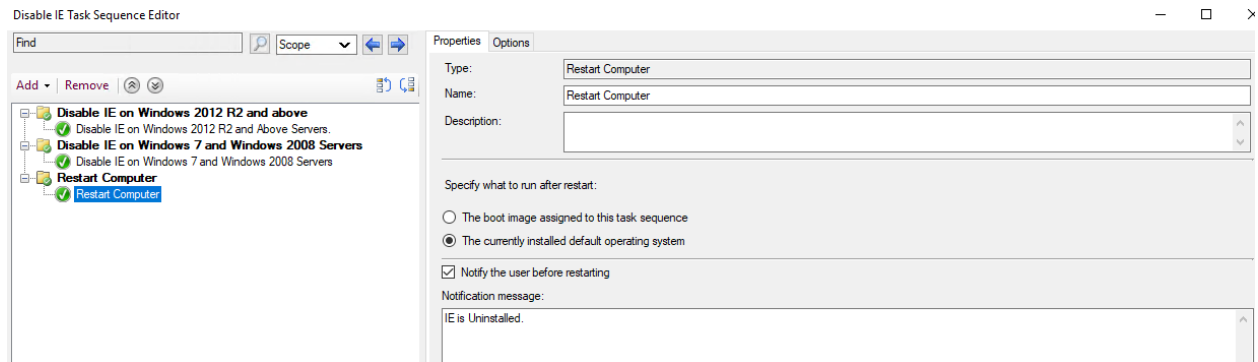 Disable IE Task Sequence Editor
Find
Scope
Add
Remove
Disable IE on Windows 2012 R2 and above
Disable IE on Windows 2012 R2 and Above Servers.
Disable IE on Windows 7 and Windows 2008 Servers
Disable IE on Windows 7 and Windows 2008 Servers
Restart Computer
Restart Computer
Properties Options
Type: Restart Computer
Name: Restart Computer
Description:
Specify what to run after restart:
The boot image assigned to this task sequence
The currently installed default operating system
Notify the user before restarting
Notification message:
IE is Uninstalled.